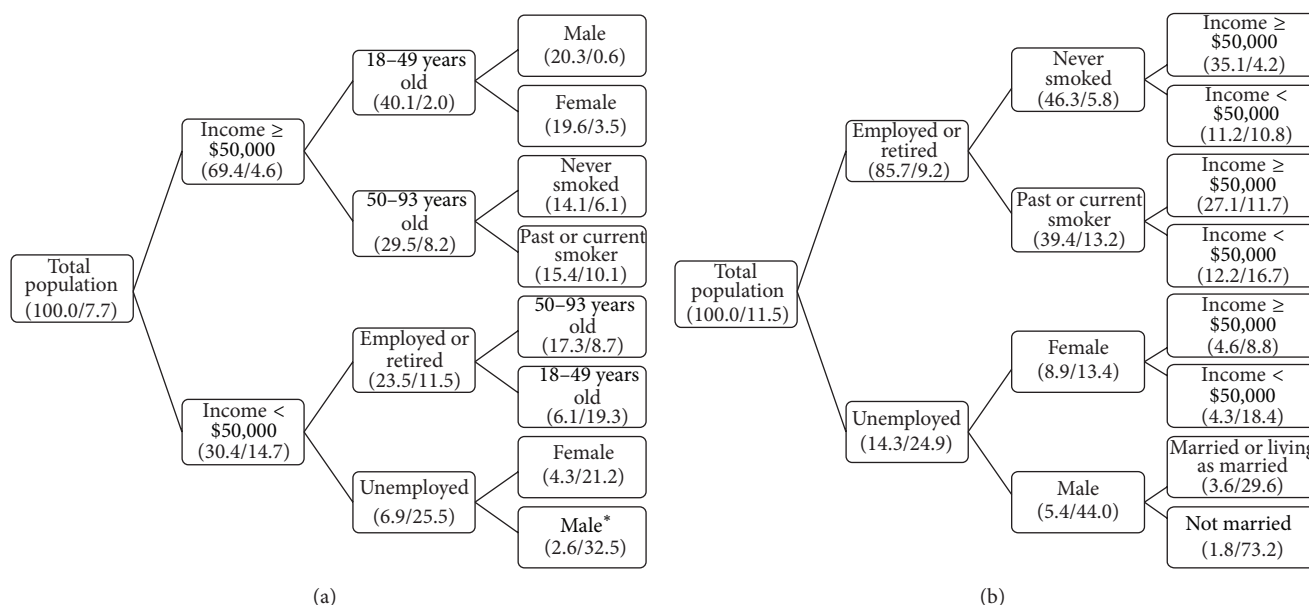 Total
population
(100.0/7.7)
Income ≥
$50,000
(69.4/4.6)
Income <
$50,000
(30.4/14.7)
18–49 years
old
(40.1/2.0)
50–93 years
old
(29.5/8.2)
Employed or
retired
(23.5/11.5)
Unemployed
(6.9/25.5)
Male
(20.3/0.6)
Female
(19.6/3.5)
Never
smoked
(14.1/6.1)
Past or current
smoker
(15.4/10.1)
50–93 years
old
(17.3/8.7)
18–49 years
old
(6.1/19.3)
Female
(4.3/21.2)
Male*
(2.6/32.5)
(a)
Total
population
(100.0/11.5)
Employed or
retired
(85.7/9.2)
Unemployed
(14.3/24.9)
Never
smoked
(46.3/5.8)
Past or current
smoker
(39.4/13.2)
Female
(8.9/13.4)
Male
(5.4/44.0)
Income ≥
$50,000
(35.1/4.2)
Income <
$50,000
(11.2/10.8)
Income ≥
$50,000
(27.1/11.7)
Income <
$50,000
(12.2/16.7)
Income ≥
$50,000
(4.6/8.8)
Income <
$50,000
(4.3/18.4)
Married or living
as married
(3.6/29.6)
Not married
(1.8/73.2)
(b)